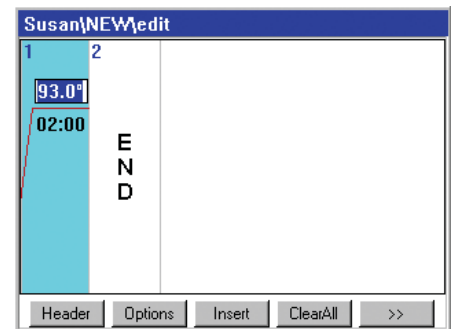 Susan\NEW\edit
1 2
93.0°
02:00
E
N
D
Header Options Insert ClearAll >>